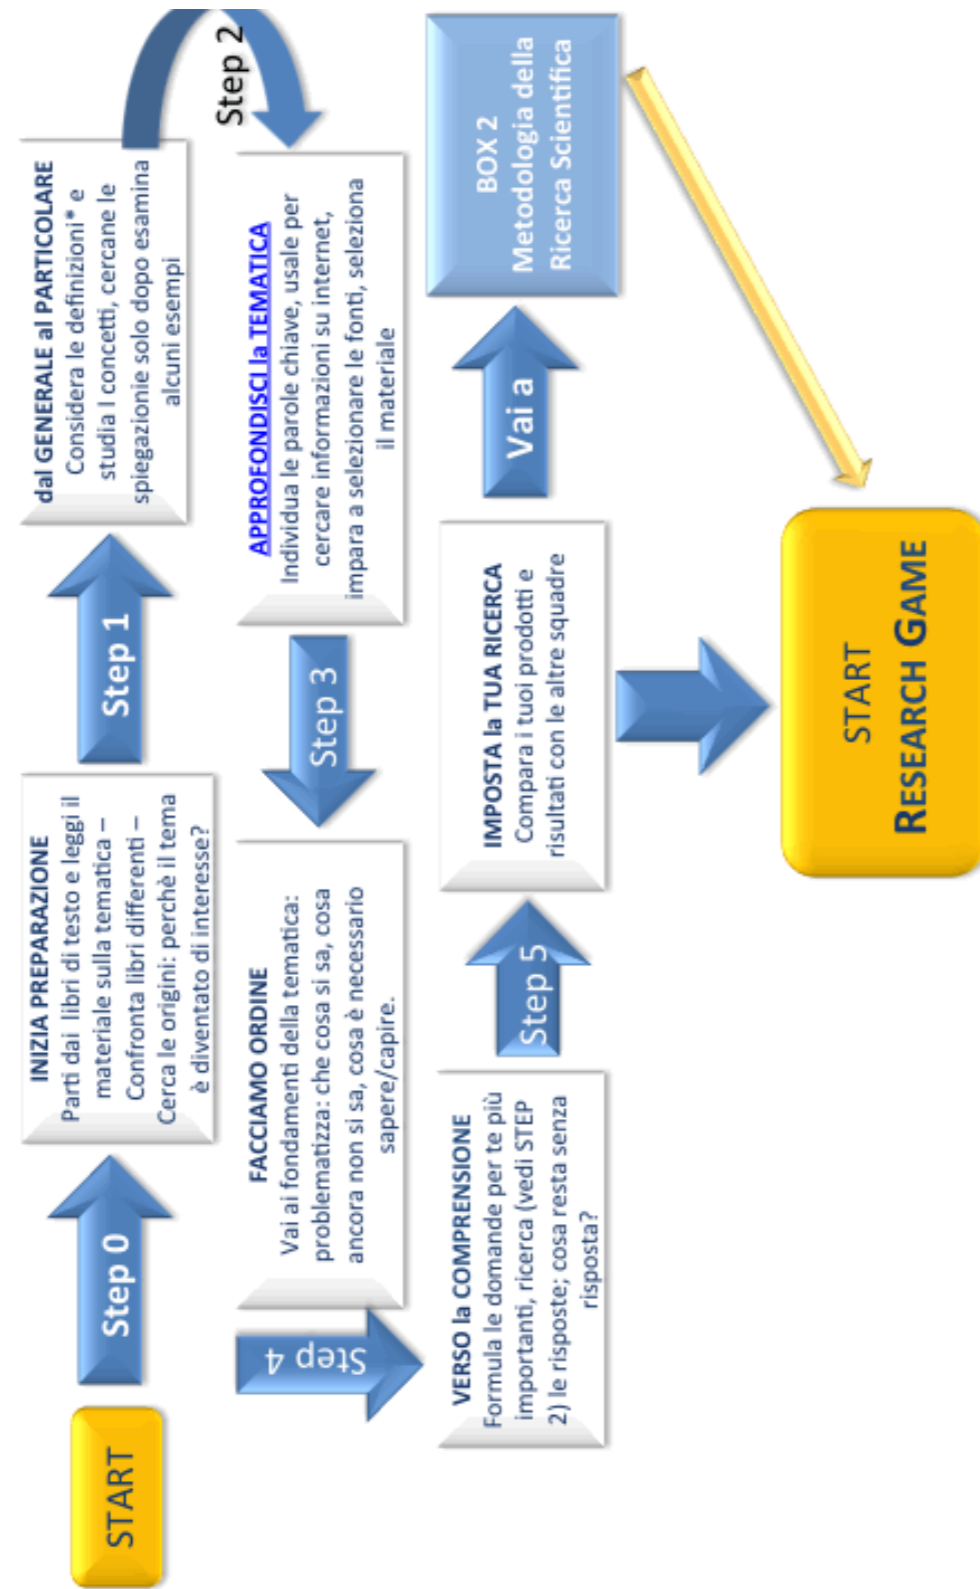 START
Step 0
INIZIA PREPARAZIONE
Parti dai libri di testo e leggi il
materiale sulla tematica –
Confronta libri differenti –
Cerca le origini: perchè il tema
è diventato di interesse?
Step 1
dal GENERALE al PARTICOLARE
Considera le definizioni* e
studia I concetti, cercane le
spiegazionie solo dopo esamina
alcuni esempi
Step 2
APPROFONDISCI la TEMATICA
Individua le parole chiave, usale per
cercare informazioni su internet,
impara a selezionare le fonti, seleziona
il materiale
Step 3
FACCIAMO ORDINE
Vai ai fondamenti della tematica:
problematizza: che cosa si sa, cosa
ancora non si sa, cosa è necessario
sapere/capire.
Step 4
VERSO la COMPRENSIONE
Formula le domande per te più
importanti, ricerca (vedi STEP
2) le risposte; cosa resta senza
risposta?
Step 5
IMPOSTA la TUA RICERCA
Compara i tuoi prodotti e
risultati con le altre squadre
Vai a
BOX 2
Metodologia della
Ricerca Scientifica
START
RESEARCH GAME